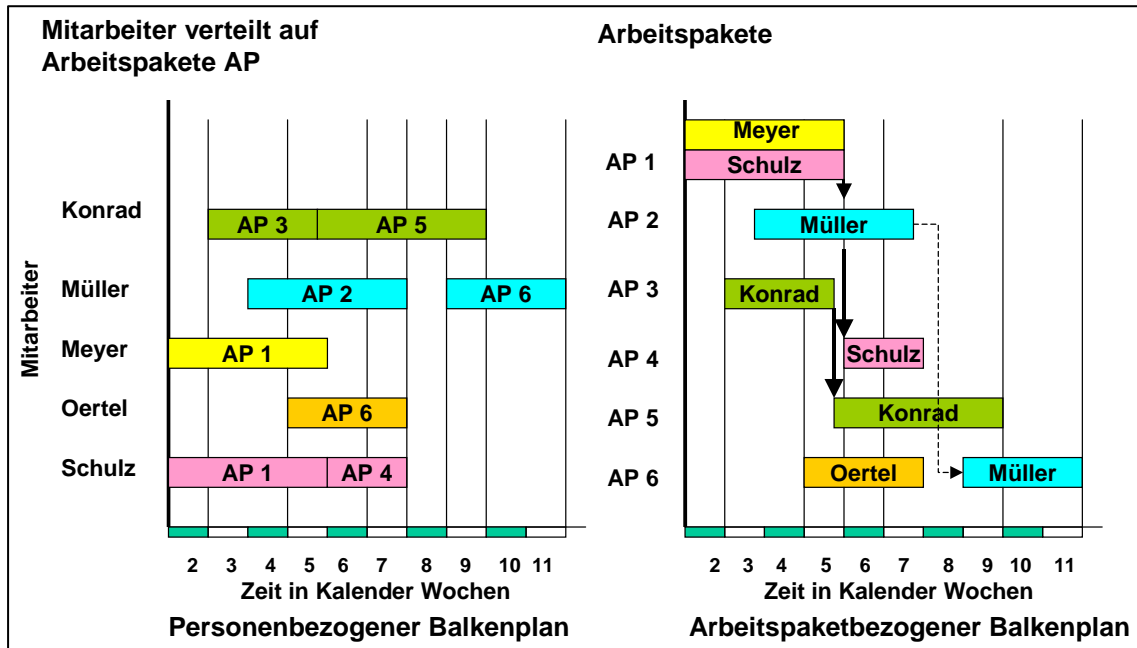 Mitarbeiter verteilt auf
Arbeitspakete AP
Mitarbeiter
Konrad
AP 3
AP 5
Müller
AP 2
AP 6
Meyer
AP 1
Oertel
AP 6
Schulz
AP 1
AP 4
2 3 4 5 6 7 8 9 10 11
Zeit in Kalender Wochen
Personenbezogener Balkenplan
Arbeitspakete
Meyer
AP 1
Schulz
AP 2
Müller
AP 3
Konrad
AP 4
Schulz
AP 5
Konrad
AP 6
Oertel
Müller
2 3 4 5 6 7 8 9 10 11
Zeit in Kalender Wochen
Arbeitspaketbezogener Balkenplan